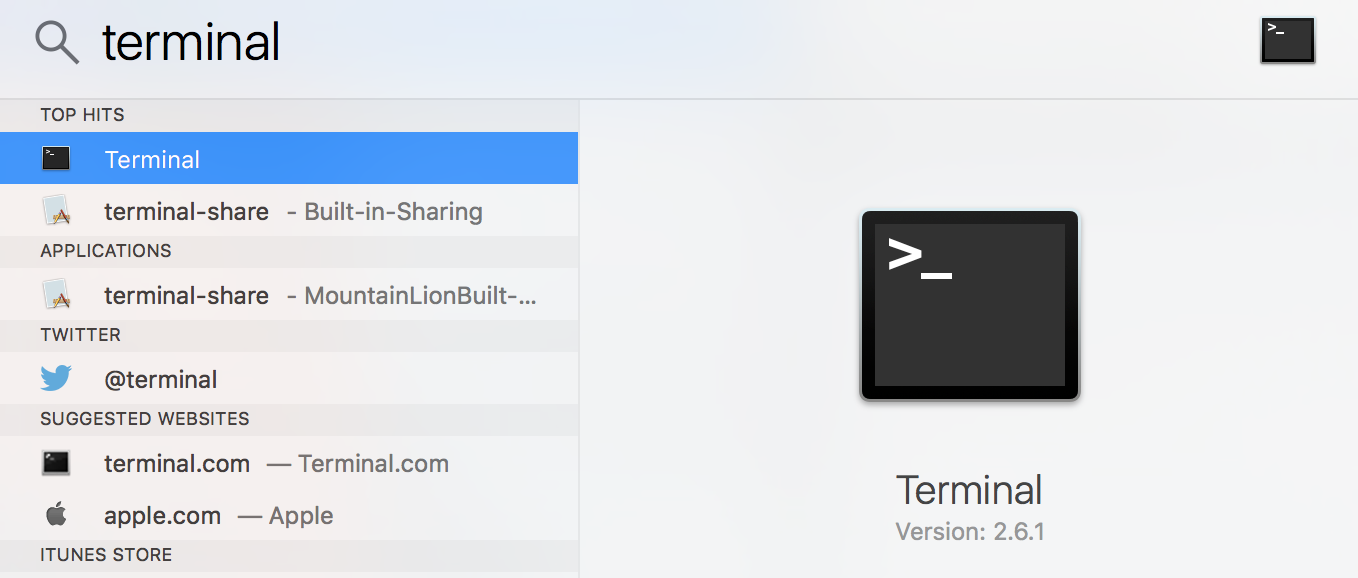 terminal
TOP HITS
Terminal
terminal-share - Built-in-Sharing
APPLICATIONS
terminal-share - MountainLionBuilt-...
TWITTER
@terminal
SUGGESTED WEBSITES
terminal.com — Terminal.com
apple.com — Apple
ITUNES STORE
>_
Terminal
Version: 2.6.1